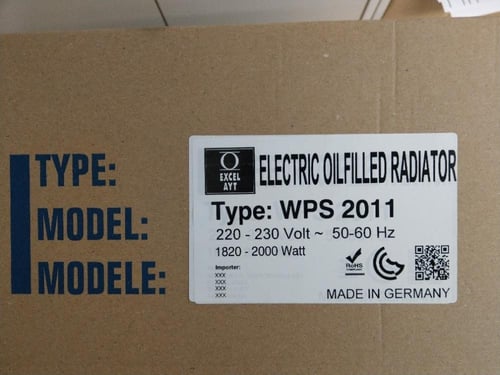 TYPE:
MODEL:
MODELE:
EXCEL
AYT
ELECTRIC OILFILLED RADIATOR
Type: WPS 2011
220 - 230 Volt ~ 50-60 Hz
1820 - 2000 Watt
Importer:
xxx
xxx
xxx
xxx
RoHS
MADE IN GERMANY